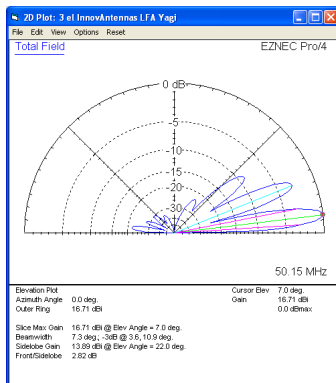 2D Plot: 3 el InnovAntennas LFA Yagi
File Edit View Options Reset
Total Field
EZNEC Pro/4
0 dB
-5
-10
-15
-20
-30
50.15 MHz
Elevation Plot
Azimuth Angle 0.0 deg.
Outer Ring 16.71 dBi
Cursor Elev 7.0 deg.
Gain 16.71 dBi
0.0 dBmax
Slice Max Gain 16.71 dBi @ Elev Angle = 7.0 deg.
Beamwidth 7.3 deg.; -3dB @ 3.6, 10.9 deg.
Sidelobe Gain 13.89 dBi @ Elev Angle = 22.0 deg.
Front/Sidelobe 2.82 dB